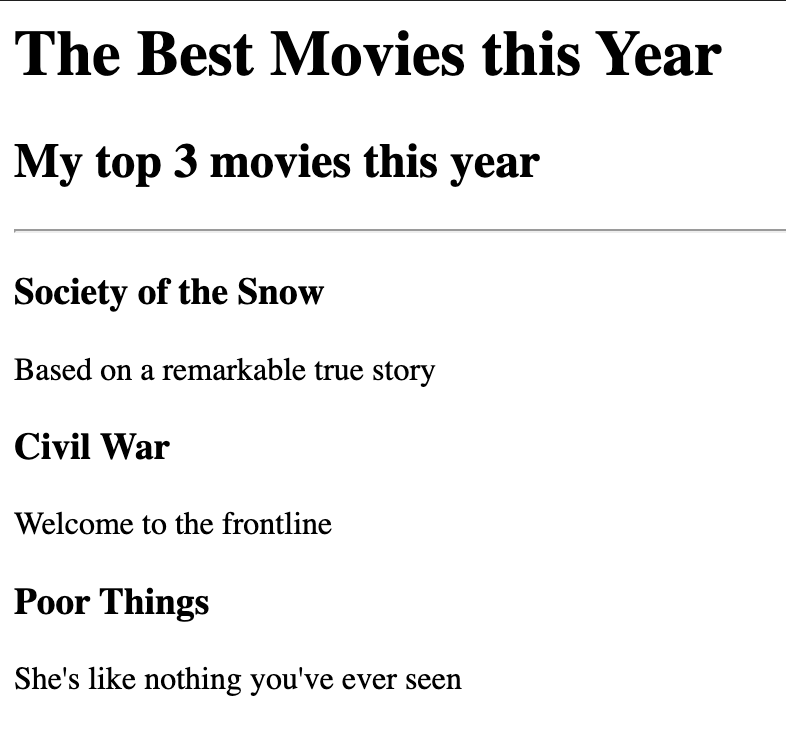 The Best Movies this Year
My top 3 movies this year
Society of the Snow
Based on a remarkable true story
Civil War
Welcome to the frontline
Poor Things
She's like nothing you've ever seen